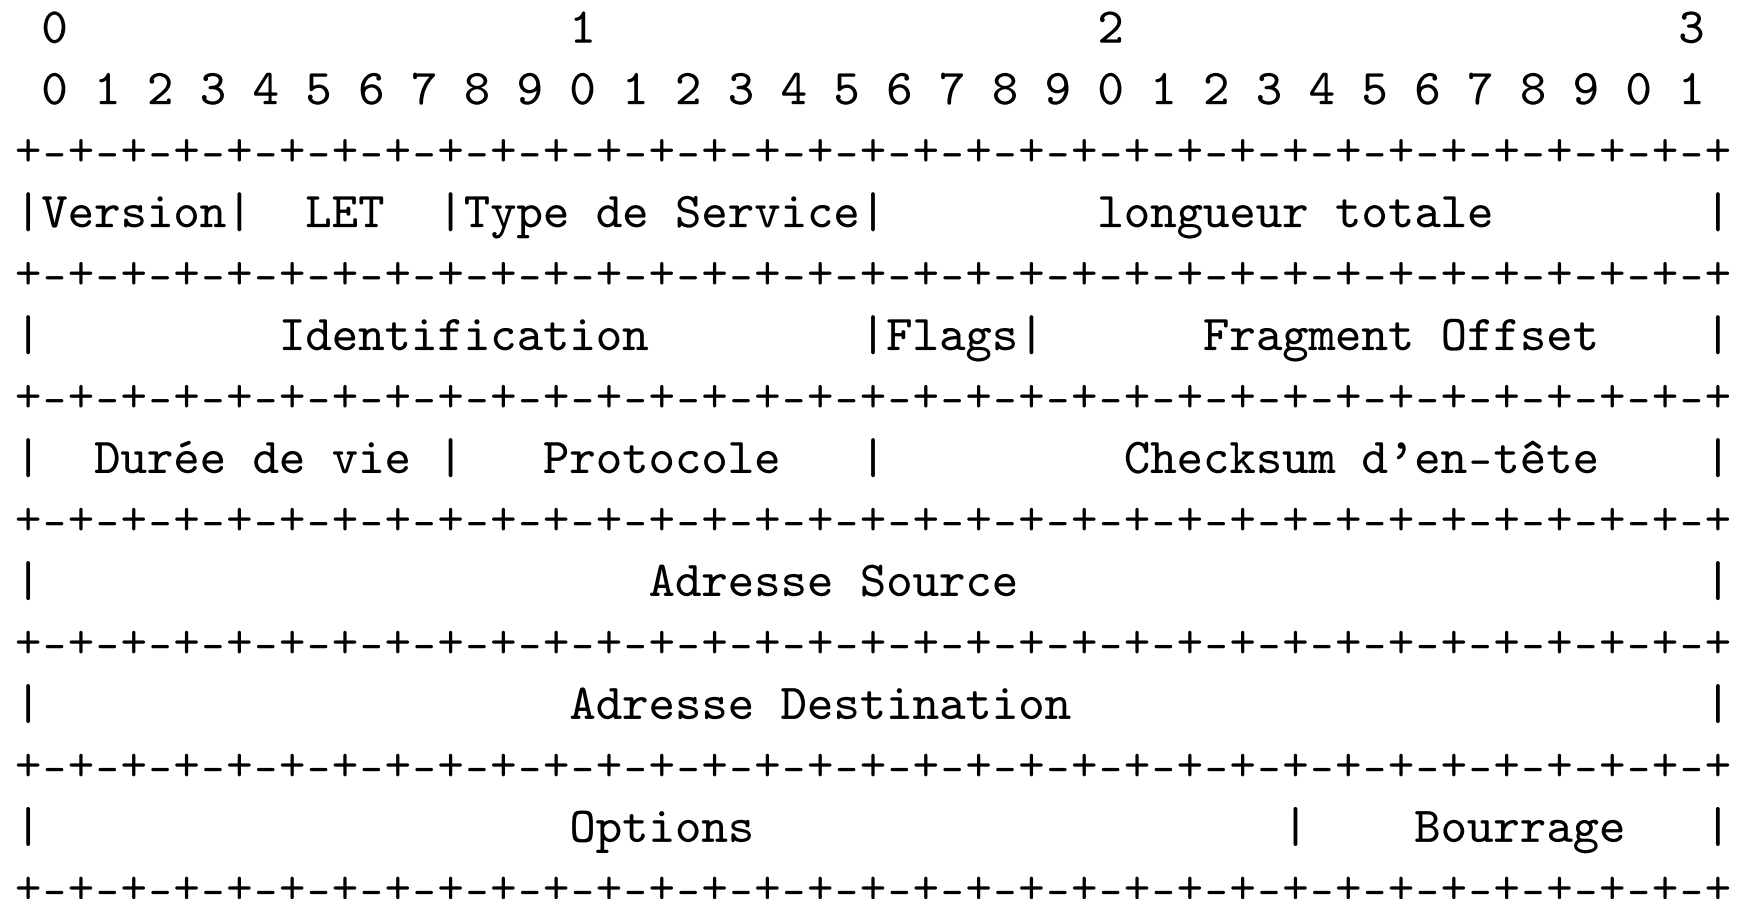 0                   1                   2                     3
 0 1 2 3 4 5 6 7 8 9 0 1 2 3 4 5 6 7 8 9 0 1 2 3 4 5 6 7 8 9 0 1
+-+-+-+-+-+-+-+-+-+-+-+-+-+-+-+-+-+-+-+-+-+-+-+-+-+-+-+-+-+-+-+-+
|Version|  LET  |Type de Service|        longueur totale        |
+-+-+-+-+-+-+-+-+-+-+-+-+-+-+-+-+-+-+-+-+-+-+-+-+-+-+-+-+-+-+-+-+
|         Identification        |Flags|      Fragment Offset    |
+-+-+-+-+-+-+-+-+-+-+-+-+-+-+-+-+-+-+-+-+-+-+-+-+-+-+-+-+-+-+-+-+
|  Durée de vie |   Protocole   |         Checksum d'en-tête    |
+-+-+-+-+-+-+-+-+-+-+-+-+-+-+-+-+-+-+-+-+-+-+-+-+-+-+-+-+-+-+-+-+
|                       Adresse Source                          |
+-+-+-+-+-+-+-+-+-+-+-+-+-+-+-+-+-+-+-+-+-+-+-+-+-+-+-+-+-+-+-+-+
|                    Adresse Destination                        |
+-+-+-+-+-+-+-+-+-+-+-+-+-+-+-+-+-+-+-+-+-+-+-+-+-+-+-+-+-+-+-+-+
|                    Options                    |    Bourrage   |
+-+-+-+-+-+-+-+-+-+-+-+-+-+-+-+-+-+-+-+-+-+-+-+-+-+-+-+-+-+-+-+-+